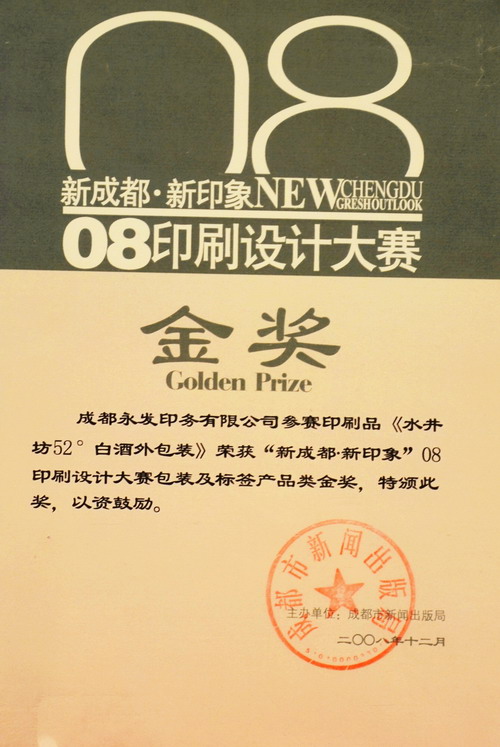 08
新成都·新印象NEW CHENGDU
GRESHOUTLOOK
08印刷设计大赛
金奖
Golden Prize
成都永发印务有限公司参赛印刷品《水井
坊52°白酒外包装》荣获“新成都·新印象”08
印刷设计大赛包装及标签产品类金奖，特颁此
奖，以资鼓励。
成都市新闻出版局
主办单位：成都市新闻出版局
二〇〇八年十二月